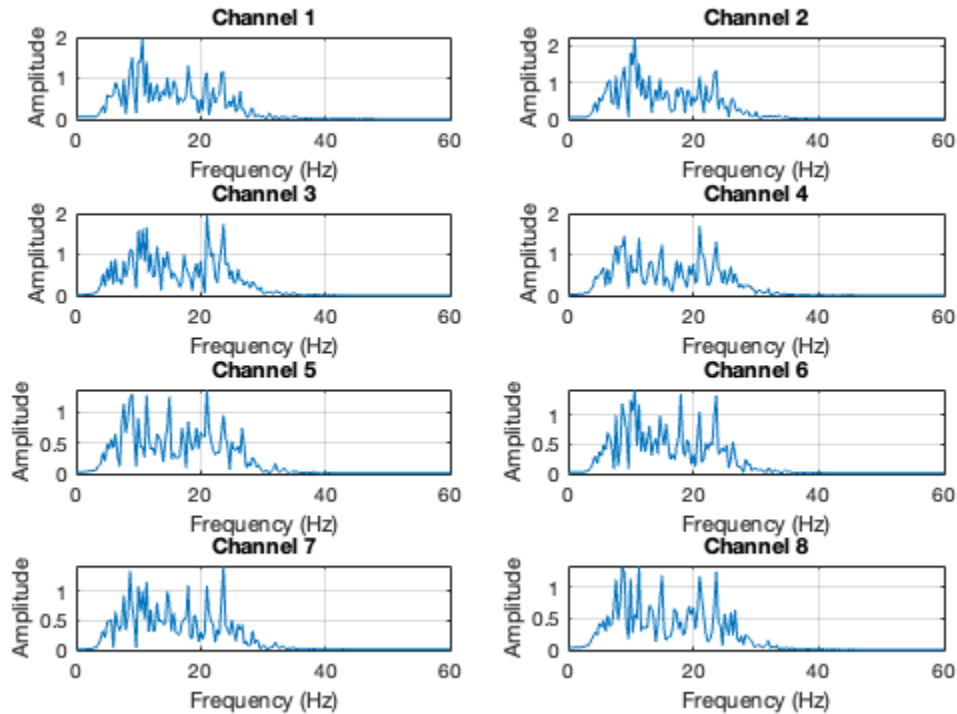 Channel 1
Amplitude
2
1
0
0 20 40 60
Frequency (Hz)
Channel 2
Amplitude
2
1
0
0 20 40 60
Frequency (Hz)
Channel 3
Amplitude
2
1
0
0 20 40 60
Frequency (Hz)
Channel 4
Amplitude
2
1
0
0 20 40 60
Frequency (Hz)
Channel 5
Amplitude
1
0.5
0
0 20 40 60
Frequency (Hz)
Channel 6
Amplitude
1
0.5
0
0 20 40 60
Frequency (Hz)
Channel 7
Amplitude
1
0.5
0
0 20 40 60
Frequency (Hz)
Channel 8
Amplitude
1
0.5
0
0 20 40 60
Frequency (Hz)